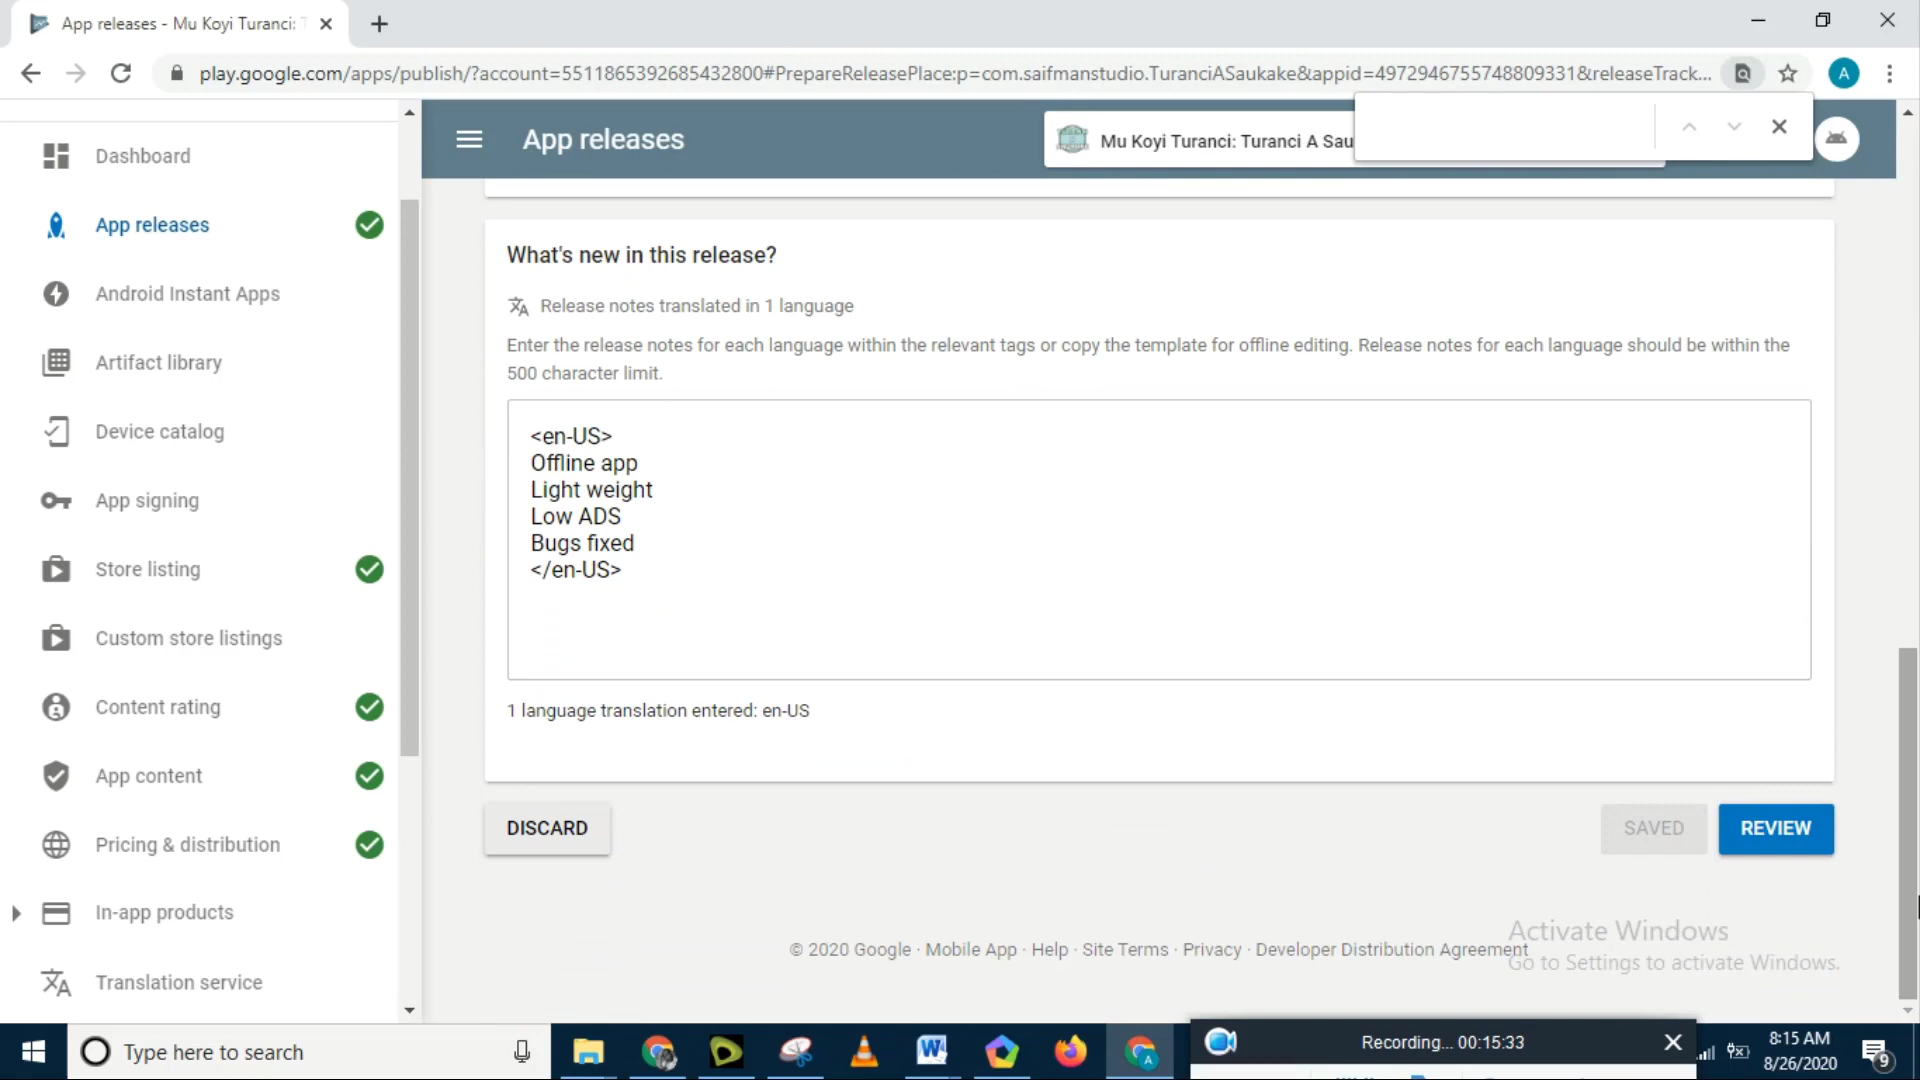 App releases - Mu Koyi Turanci:
play.google.com/apps/publish/?account=5511865392685432800#PrepareReleasePlace:p=com.saifmanstudio.TuranciASaukake&appid=4972946755748809331&releaseTrack...
A
Dashboard
App releases
Android Instant Apps
Artifact library
Device catalog
App signing
Store listing
Custom store listings
Content rating
App content
Pricing & distribution
In-app products
Translation service
App releases
Mu Koyi Turanci: Turanci A Sau
What's new in this release?
Release notes translated in 1 language
Enter the release notes for each language within the relevant tags or copy the template for offline editing. Release notes for each language should be within the
500 character limit.
<en-US>
Offline app
Light weight
Low ADS
Bugs fixed
</en-US>
1 language translation entered: en-US
DISCARD
SAVED
REVIEW
© 2020 Google · Mobile App · Help · Site Terms · Privacy · Developer Distribution Agreement
Activate Windows
Go to Settings to activate Windows.
Type here to search
Recording... 00:15:33
8:15 AM
8/26/2020
9